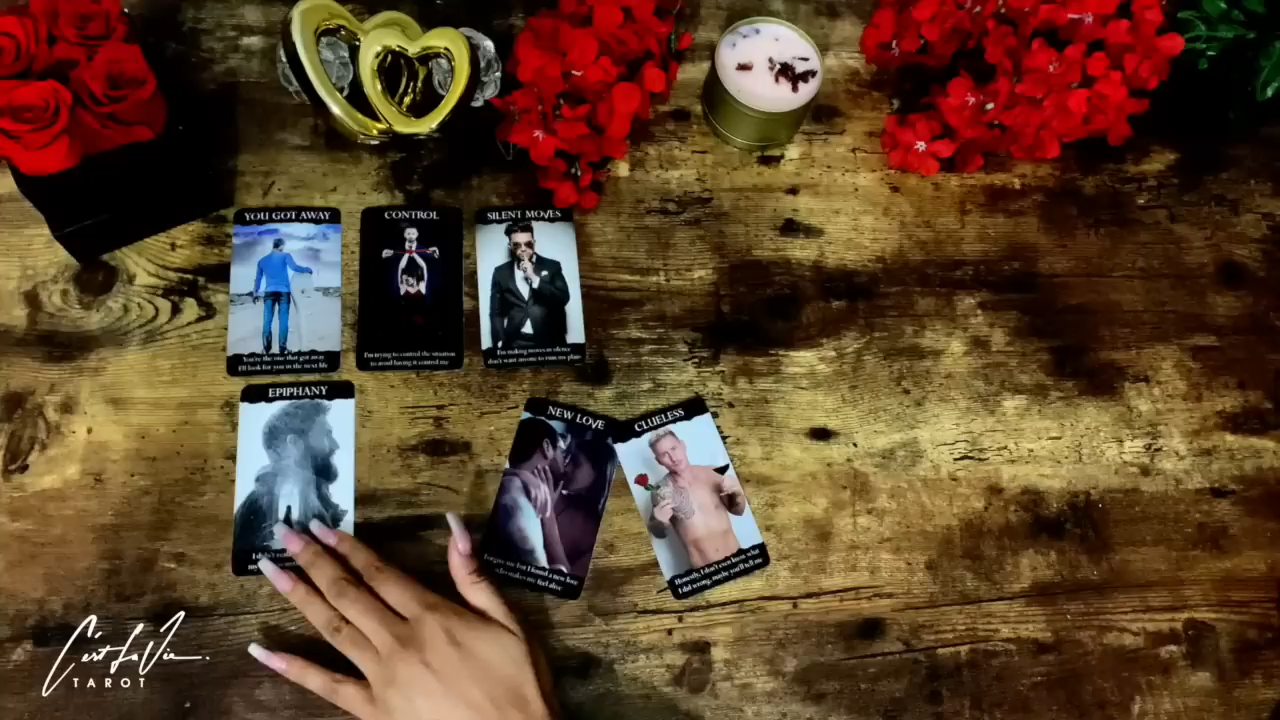 YOU GOT AWAY
You're the one that got away
I'll look for you in the next life
CONTROL
I'm trying to control the situation
to avoid having it control me
SILENT MOVES
I'm making moves in silence
don't want anyone to ruin my plans
EPIPHANY
I didn't
my
NEW LOVE
Forgive me but I found a new love
who makes me feel alive
CLUELESS
Honestly, I don't even know what
I did wrong, maybe you'll tell me
C'est La Vie
TAROT